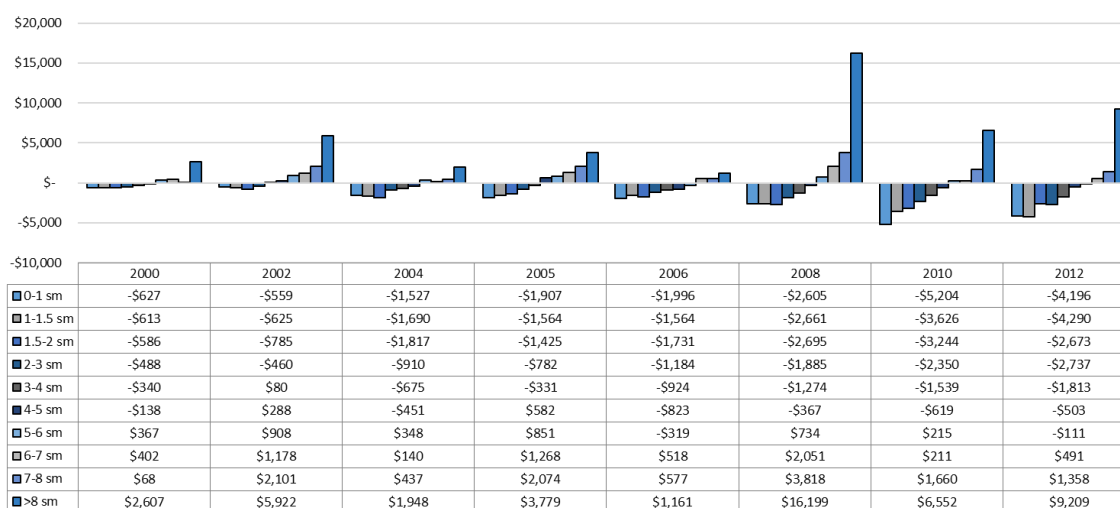 $20,000
$15,000
$10,000
$5,000
$-
-$5,000
-$10,000
2000 2002 2004 2005 2006 2008 2010 2012
0-1 sm -$627 -$559 -$1,527 -$1,907 -$1,996 -$2,605 -$5,204 -$4,196
1-1.5 sm -$613 -$625 -$1,690 -$1,564 -$1,564 -$2,661 -$3,626 -$4,290
1.5-2 sm -$586 -$785 -$1,817 -$1,425 -$1,731 -$2,695 -$3,244 -$2,673
2-3 sm -$488 -$460 -$910 -$782 -$1,184 -$1,885 -$2,350 -$2,737
3-4 sm -$340 $80 -$675 -$331 -$924 -$1,274 -$1,539 -$1,813
4-5 sm -$138 $288 -$451 $582 -$823 -$367 -$619 -$503
5-6 sm $367 $908 $348 $851 -$319 $734 $215 -$111
6-7 sm $402 $1,178 $140 $1,268 $518 $2,051 $211 $491
7-8 sm $68 $2,101 $437 $2,074 $577 $3,818 $1,660 $1,358
>8 sm $2,607 $5,922 $1,948 $3,779 $1,161 $16,199 $6,552 $9,209